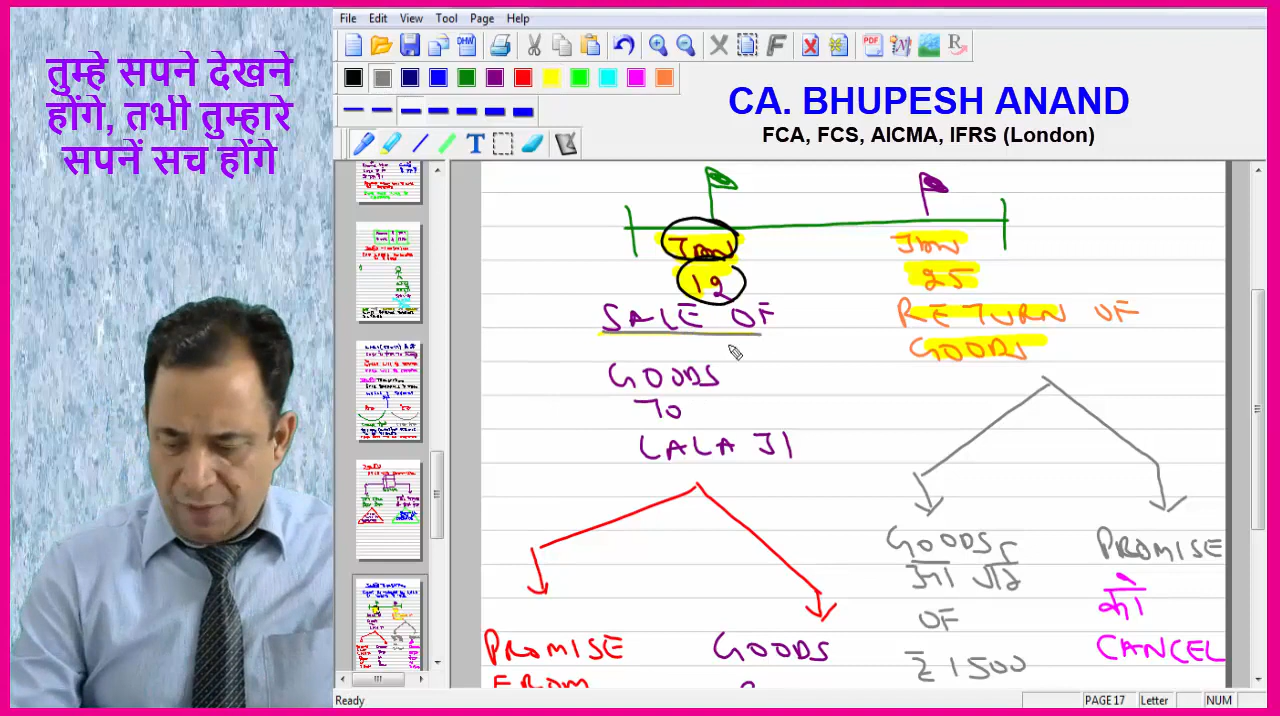 तुम्हे सपने देखने
होंगे, तभी तुम्हारे
सपनें सच होंगे
File Edit View Tool Page Help
CA. BHUPESH ANAND
FCA, FCS, AICMA, IFRS (London)
JAN
12
SALE OF
GOODS
TO
LALA JI
PROMISE
FROM
GOODS
JAN
25
RETURN OF
GOODS
GOODS
आ गए
OF
₹1500
PROMISE
को
CANCEL
Ready
PAGE 17
Letter
NUM